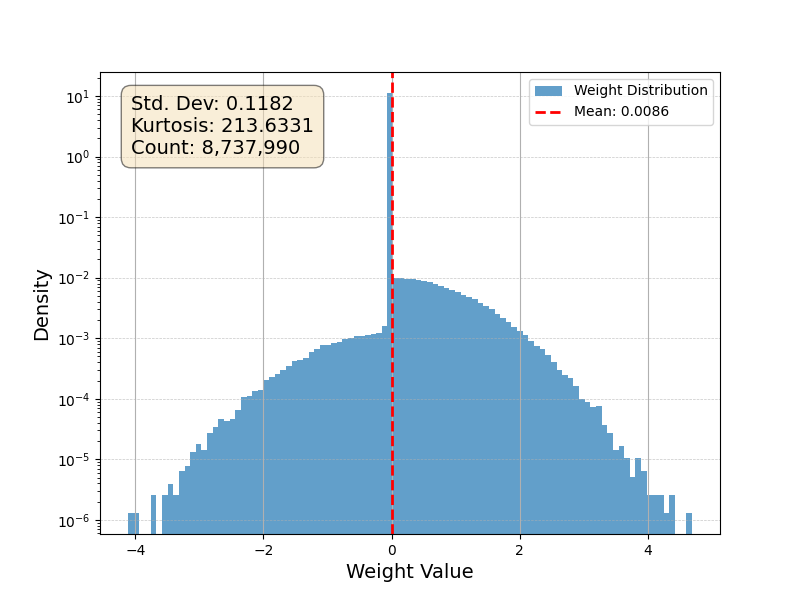 Std. Dev: 0.1182
Kurtosis: 213.6331
Count: 8,737,990
Weight Distribution
Mean: 0.0086
10¹
10⁰
10⁻¹
10⁻²
10⁻³
10⁻⁴
10⁻⁵
10⁻⁶
Density
−4
−2
0
2
4
Weight Value